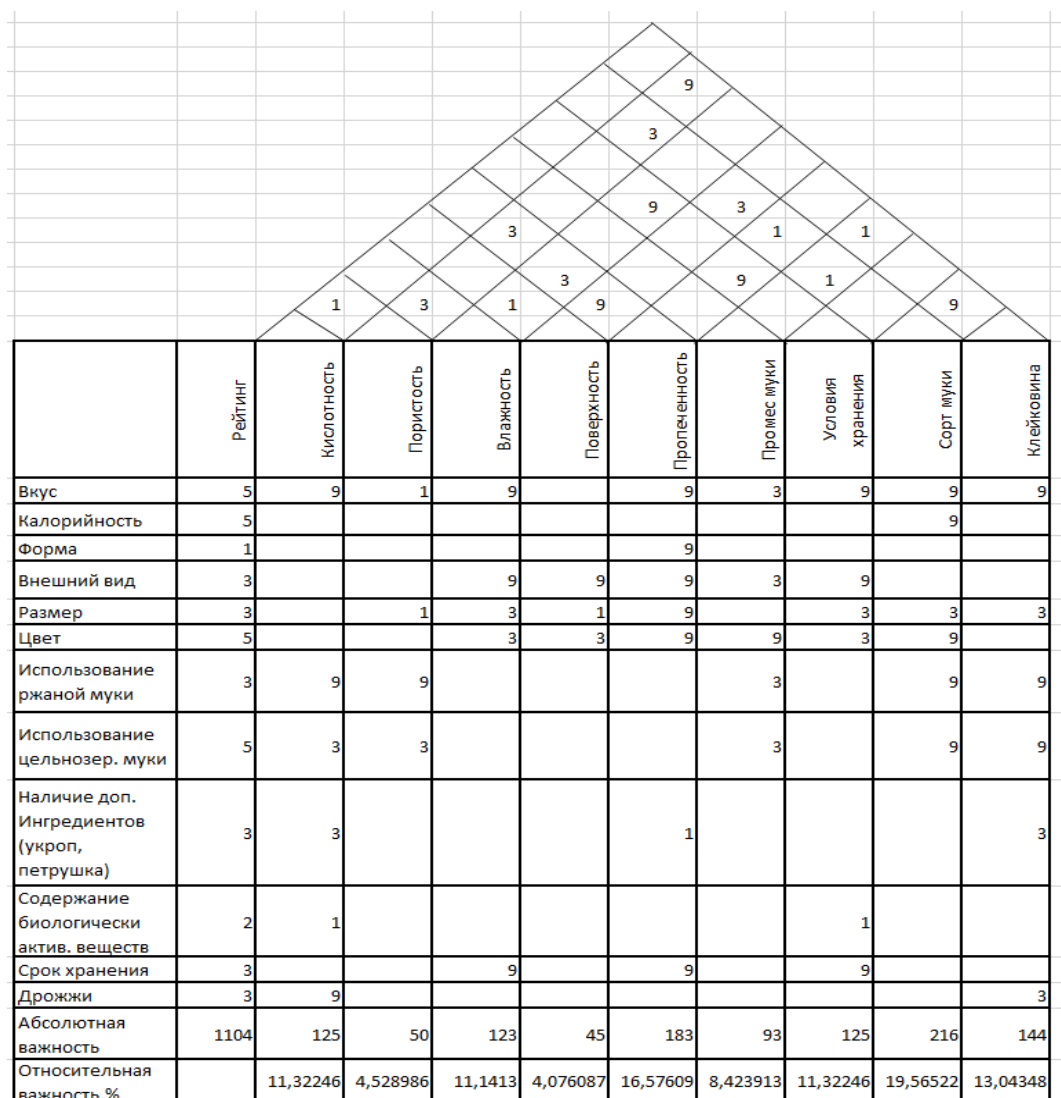 9
3
9 3
3 1 1
3 9 1
1 3 1 9 9
Рейтинг Кислотность Пористость Влажность Поверхность Пропеченность Промес муки Условия хранения Сорт муки Клейковина
Вкус 5 9 1 9 9 3 9 9 9
Калорийность 5 9
Форма 1 9
Внешний вид 3 9 9 9 3 9
Размер 3 1 3 1 9 3 3 3
Цвет 5 3 3 9 9 3 9
Использование
ржаной муки 3 9 9 3 9 9
Использование
цельнозер. муки 5 3 3 3 9 9
Наличие доп.
Ингредиентов
(укроп, 3 3 1 3
петрушка)
Содержание
биологически 2 1 1
актив. веществ
Срок хранения 3 9 9 9
Дрожжи 3 9 3
Абсолютная
важность 1104 125 50 123 45 183 93 125 216 144
Относительная
важность % 11,32246 4,528986 11,1413 4,076087 16,57609 8,423913 11,32246 19,56522 13,04348